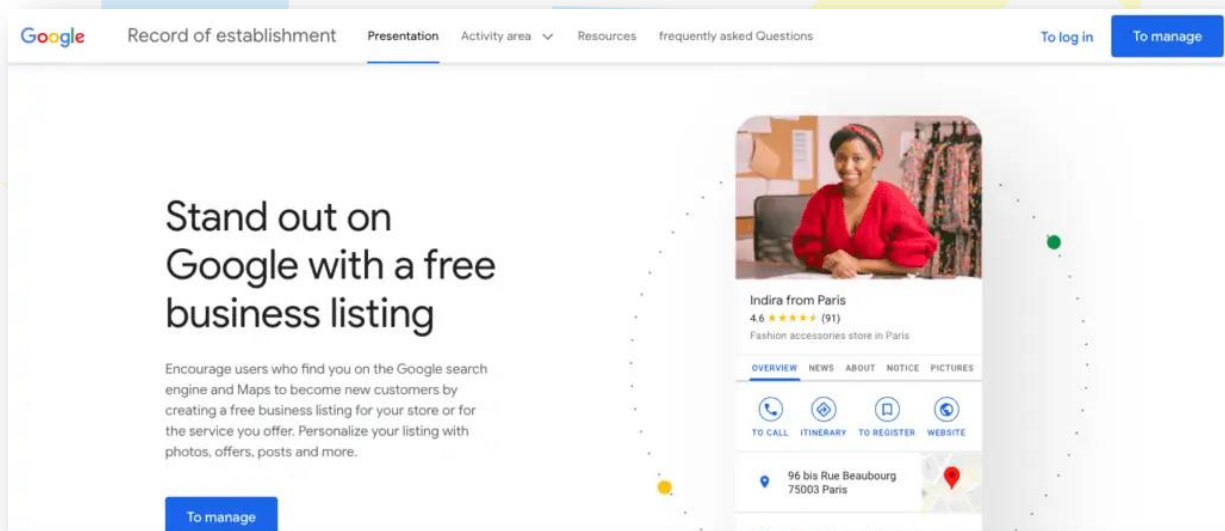 Google
Record of establishment
Presentation
Activity area
Resources
frequently asked Questions
To log in
To manage
Stand out on
Google with a free
business listing
Encourage users who find you on the Google search
engine and Maps to become new customers by
creating a free business listing for your store or for
the service you offer. Personalize your listing with
photos, offers, posts and more.
To manage
Indira from Paris
4.6 ★★★★★ (91)
Fashion accessories store in Paris
OVERVIEW NEWS ABOUT NOTICE PICTURES
TO CALL ITINERARY TO REGISTER WEBSITE
96 bis Rue Beaubourg
75003 Paris